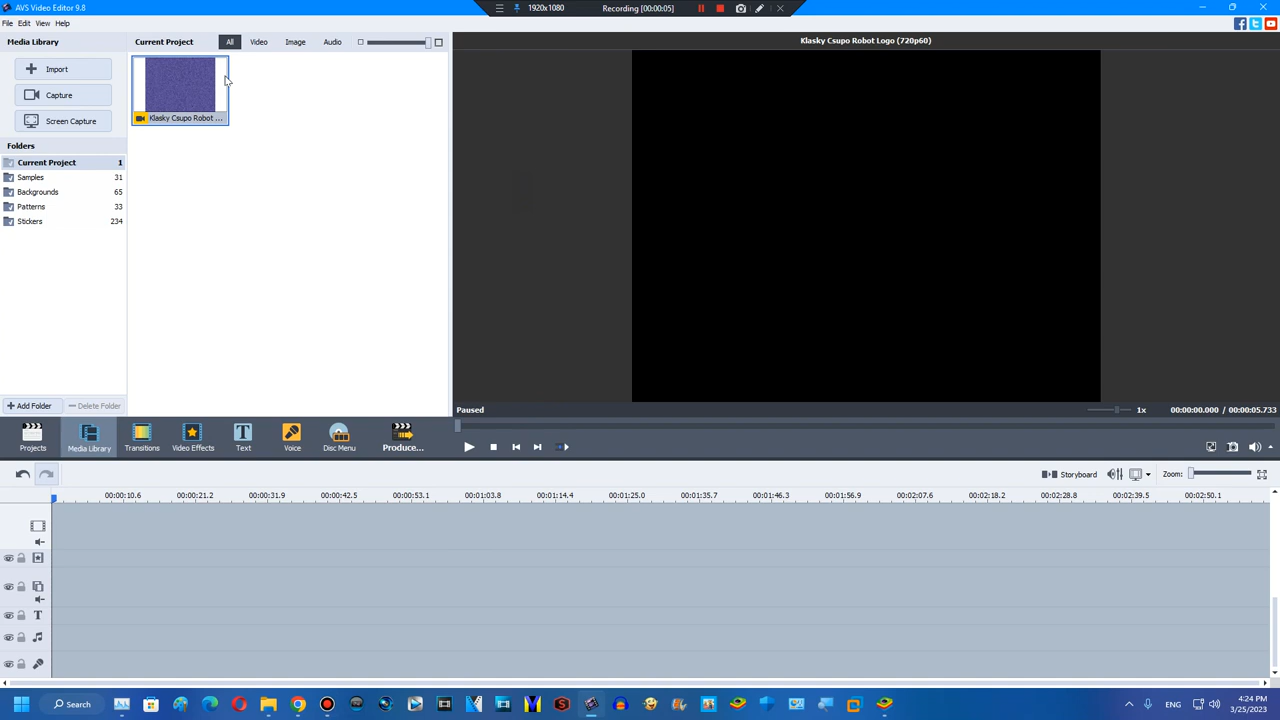 AVS Video Editor 9.8
1920x1080
Recording [00:00:05]
File Edit View Help
Media Library
Current Project
All
Video
Image
Audio
Klasky Csupo Robot Logo (720p60)
Import
Capture
Screen Capture
Klasky Csupo Robot ...
Folders
Current Project 1
Samples 31
Backgrounds 65
Patterns 33
Stickers 234
Add Folder
Delete Folder
Paused
1x
00:00:00.000 / 00:00:05.733
Projects
Media Library
Transitions
Video Effects
Text
Voice
Disc Menu
Produce...
Storyboard
Zoom:
00:00:10.6 00:00:21.2 00:00:31.9 00:00:42.5 00:00:53.1 00:01:03.8 00:01:14.4 00:01:25.0 00:01:35.7 00:01:46.3 00:01:56.9 00:02:07.6 00:02:18.2 00:02:28.8 00:02:39.5 00:02:50.1
Search
ENG
4:24 PM
3/25/2023